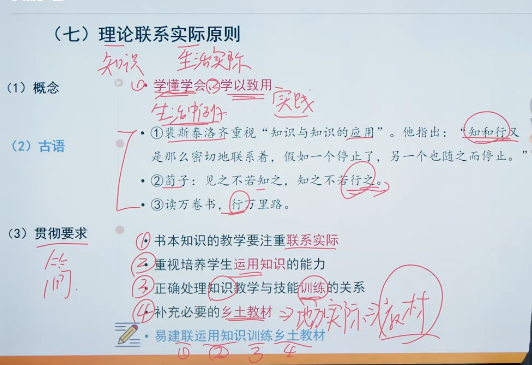 （七）理论联系实际原则
知识 生活实际
（1）概念
① 学懂学会②学以致用
生活中的例子 实践
（2）古语
·①裴斯泰洛齐重视“知识与知识的应用”。他指出：“知和行又
是那么密切地联系着，假如一个停止了，另一个也随之而停止。”
·②荀子：见之不若知之，知之不若行之。
·③读万卷书，行万里路。
（3）贯彻要求
简
① 书本知识的教学要注重联系实际
② 重视培养学生运用知识的能力
③ 正确处理知识教学与技能训练的关系
④ 补充必要的乡土教材 ⇒ 地方实际⇒教材
·易建联运用知识训练乡土教材
① ② 3 4